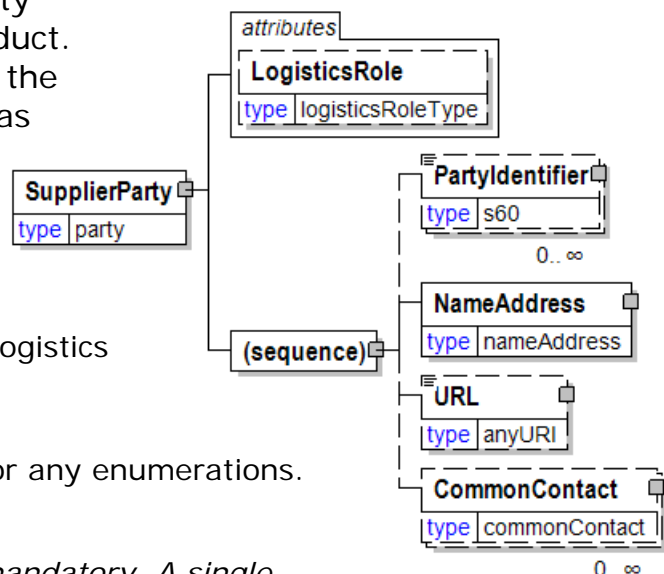 ty
duct.
the
as
ogistics
or any enumerations.
mandatory. A single
attributes
LogisticsRole
type logisticsRoleType
SupplierParty
type party
PartyIdentifier
type s60
0.. ∞
NameAddress
type nameAddress
(sequence)
URL
type anyURI
CommonContact
type commonContact
0.. ∞